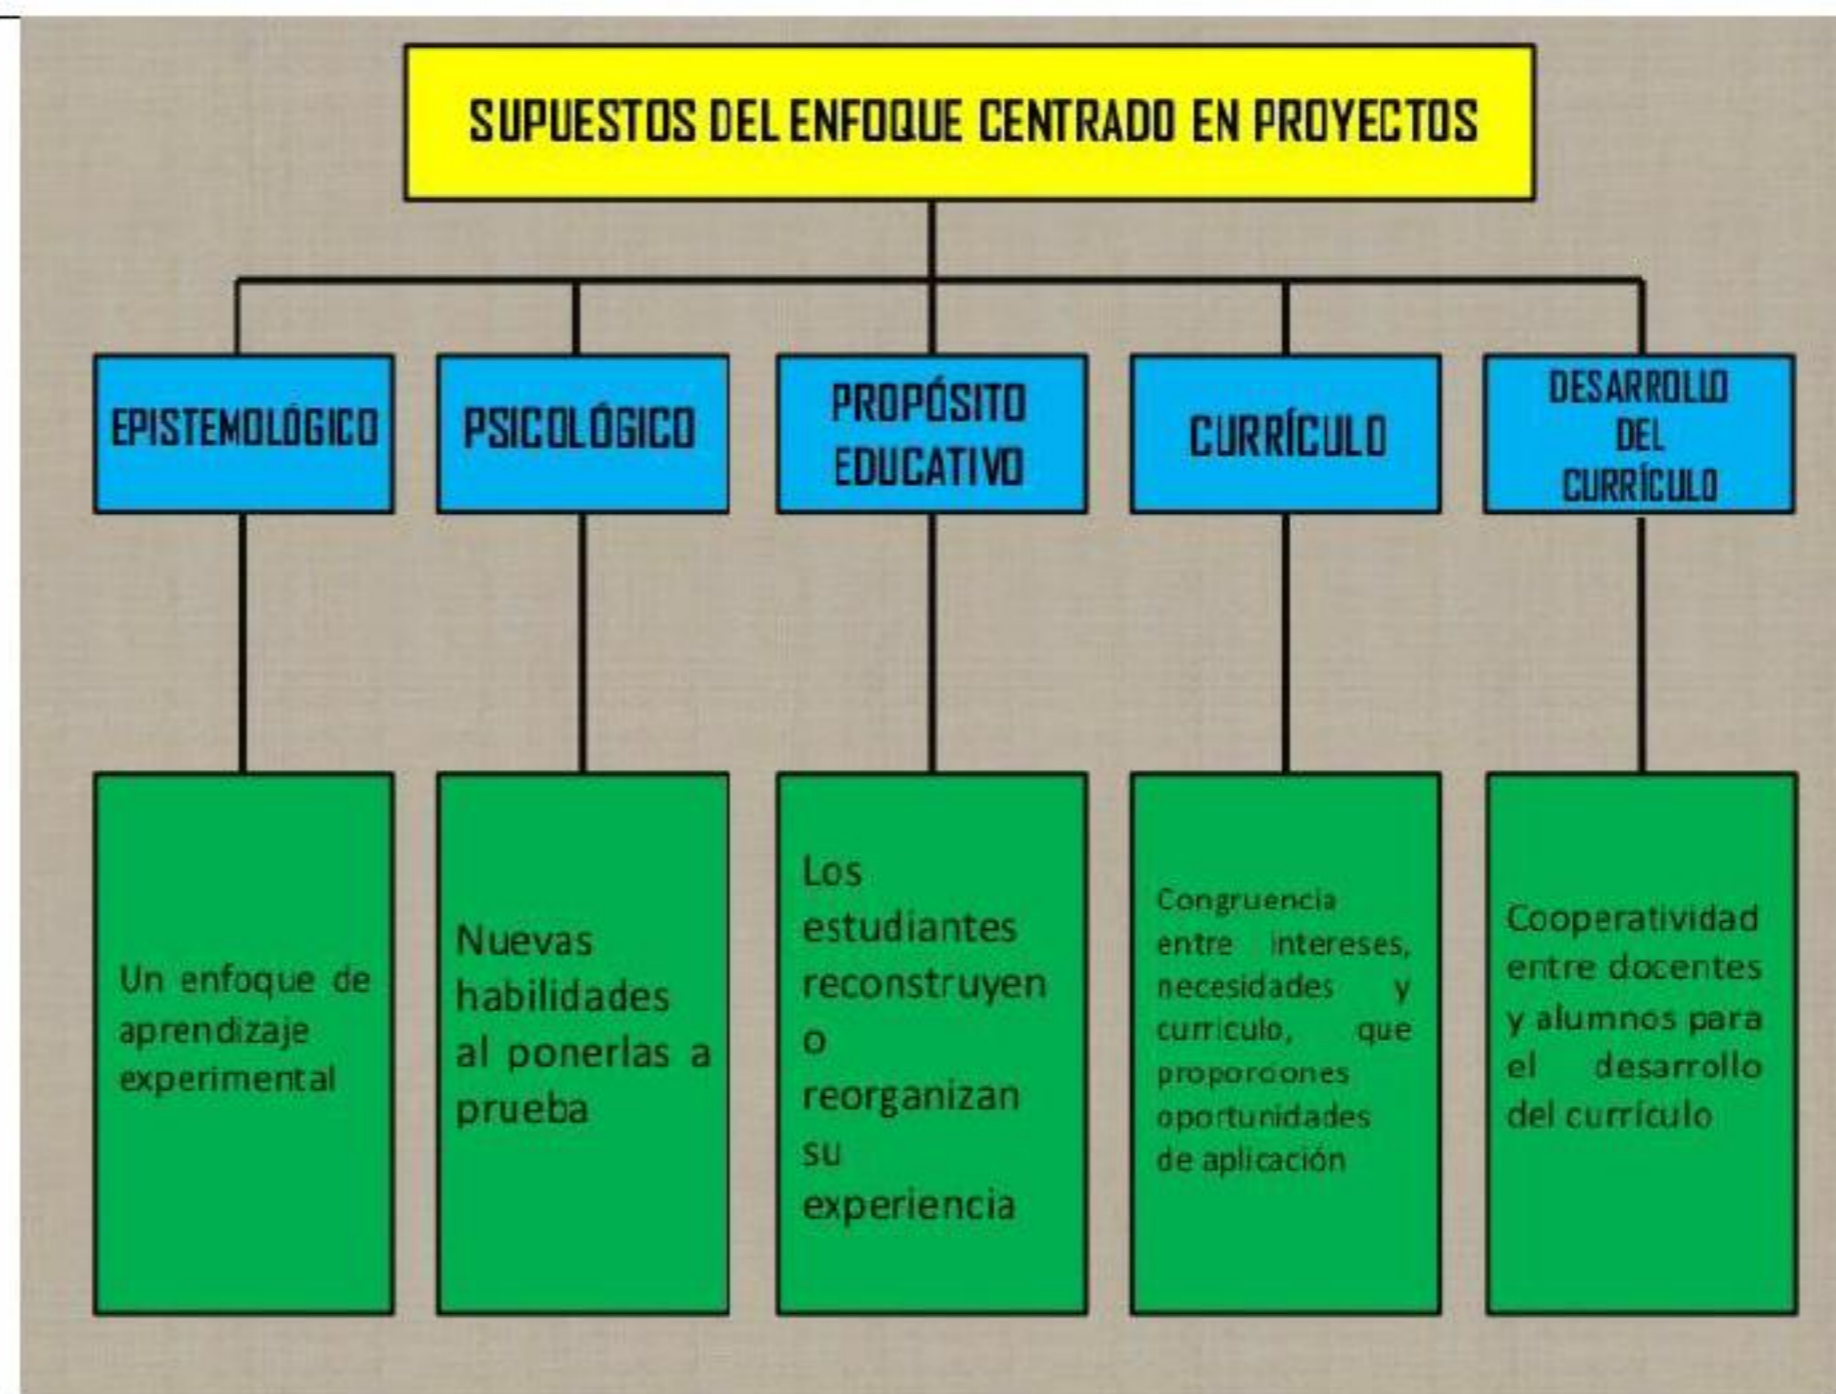 SUPUESTOS DEL ENFOQUE CENTRADO EN PROYECTOS
EPISTEMOLÓGICO
PSICOLÓGICO
PROPÓSITO
EDUCATIVO
CURRÍCULO
DESARROLLO
DEL
CURRÍCULO
Un enfoque de
aprendizaje
experimental
Nuevas
habilidades
al ponerlas a
prueba
Los
estudiantes
reconstruyen
o
reorganizan
su
experiencia
Congruencia
entre intereses,
necesidades y
curriculo, que
proporciones
oportunidades
de aplicación
Cooperatividad
entre docentes
y alumnos para
el desarrollo
del currículo